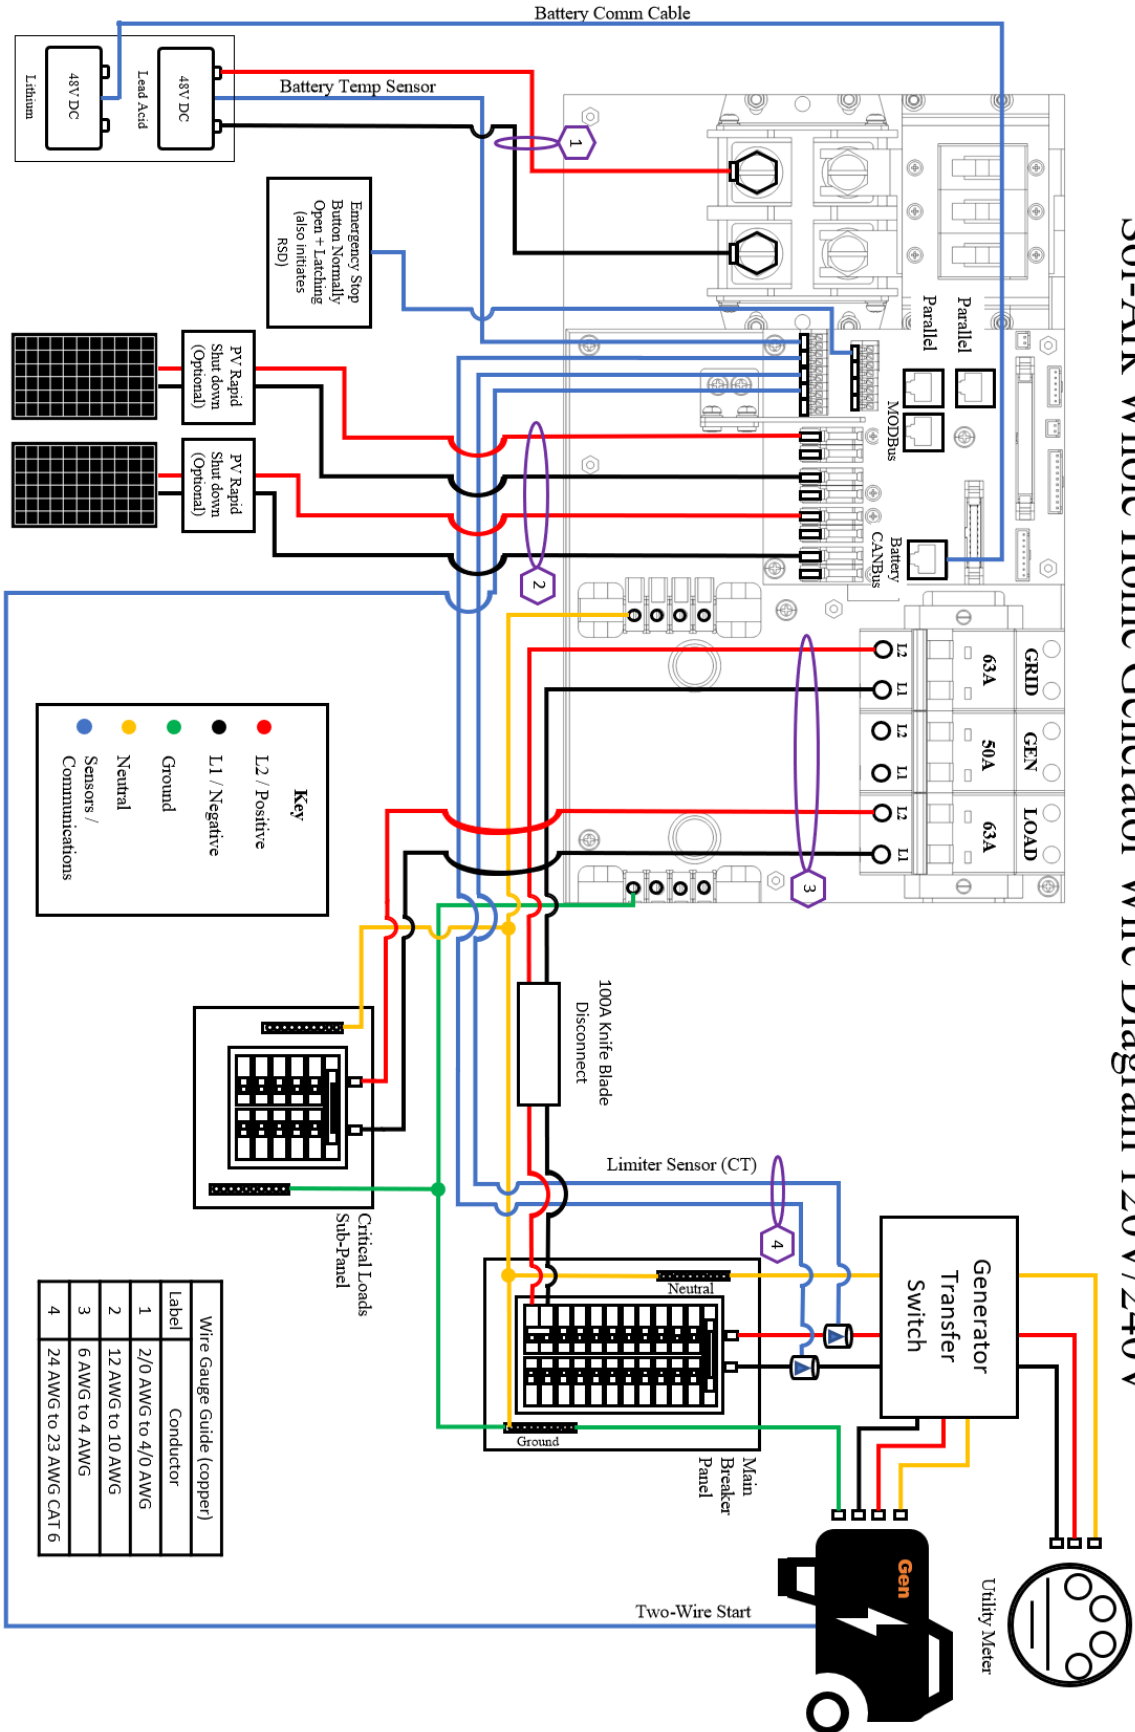 Sol-Ark Whole Home Generator Wire Diagram 120V/240V
Battery Comm Cable
Battery Temp Sensor
48V DC
Lithium
48V DC
Lead Acid
1
Emergency Stop
Button Normally
Open + Latching
(also initiates
RSD)
Parallel
Parallel
MODBus
Battery
CANBus
PV Rapid
Shut down
(Optional)
PV Rapid
Shut down
(Optional)
2
GRID
63A
L2
L1
GEN
50A
L2
L1
LOAD
63A
L2
L1
3
Key
L2 / Positive
L1 / Negative
Ground
Neutral
Sensors /
Communications
100A Knife Blade
Disconnect
Critical Loads
Sub-Panel
Limiter Sensor (CT)
4
Generator
Transfer
Switch
Neutral
Ground
Main
Breaker
Panel
Gen
Utility Meter
Two-Wire Start
Wire Gauge Guide (copper)
Label Conductor
1 2/0 AWG to 4/0 AWG
2 12 AWG to 10 AWG
3 6 AWG to 4 AWG
4 24 AWG to 23 AWG CAT 6